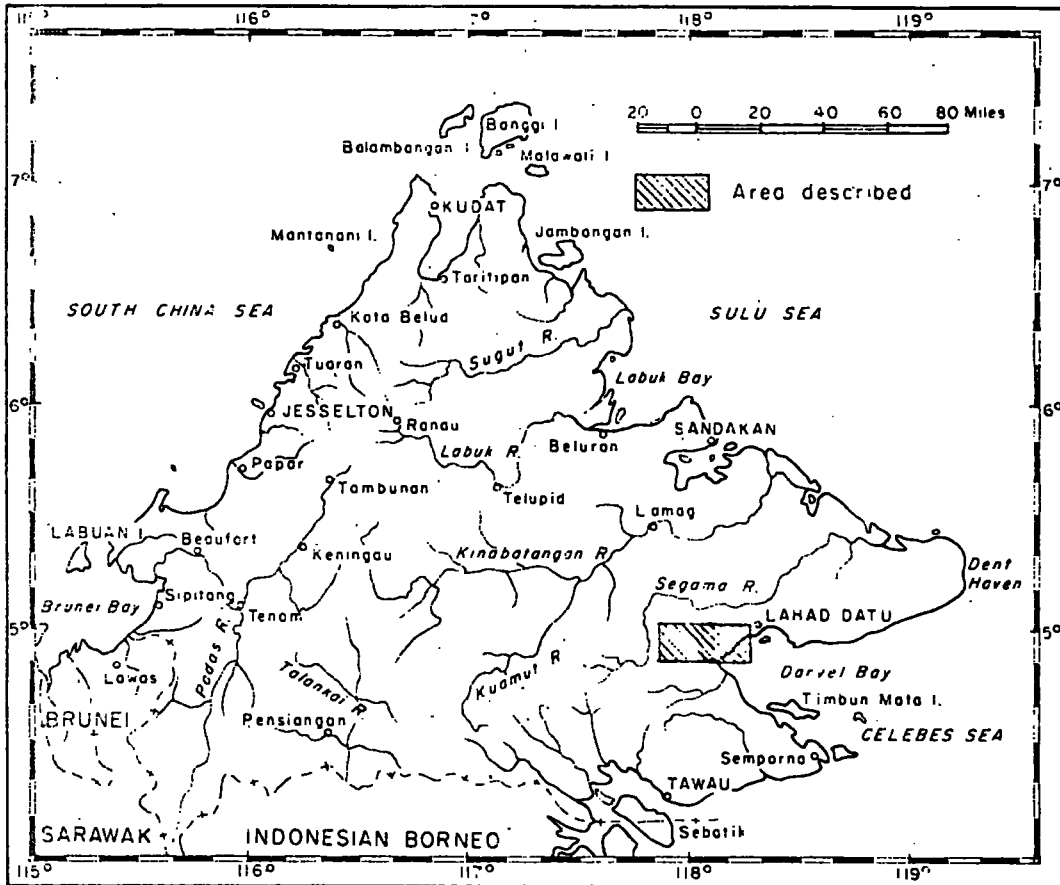 116° 117° 118° 119°
20 0 20 40 60 80 Miles
Banggi I.
Balambangan I.
Malawali I.
7° 7°
Area described
KUDAT
Mantanani I.
Jambangan I.
Taritipan
SOUTH CHINA SEA
SULU SEA
Kota Belud
Sugut R.
Tuaran
Labuk Bay
6° 6°
JESSELTON
Ranau
SANDAKAN
Labuk R.
Beluran
Papar
Tambunan
Telupid
Lamag
LABUAN I.
Beaufort
Keningau
Kinabatangan R.
Dent
Haven
Segama R.
Brunei Bay
Sipitang
Tenom
LAHAD DATU
5° 5°
Padas R.
Kuamut R.
Lawas
Darvel Bay
Talankai R.
Timbun Mata I.
BRUNEI
Pensiangan
CELEBES SEA
Semporna
TAWAU
Sebatik
SARAWAK
INDONESIAN BORNEO
115° 116° 117° 118° 119°